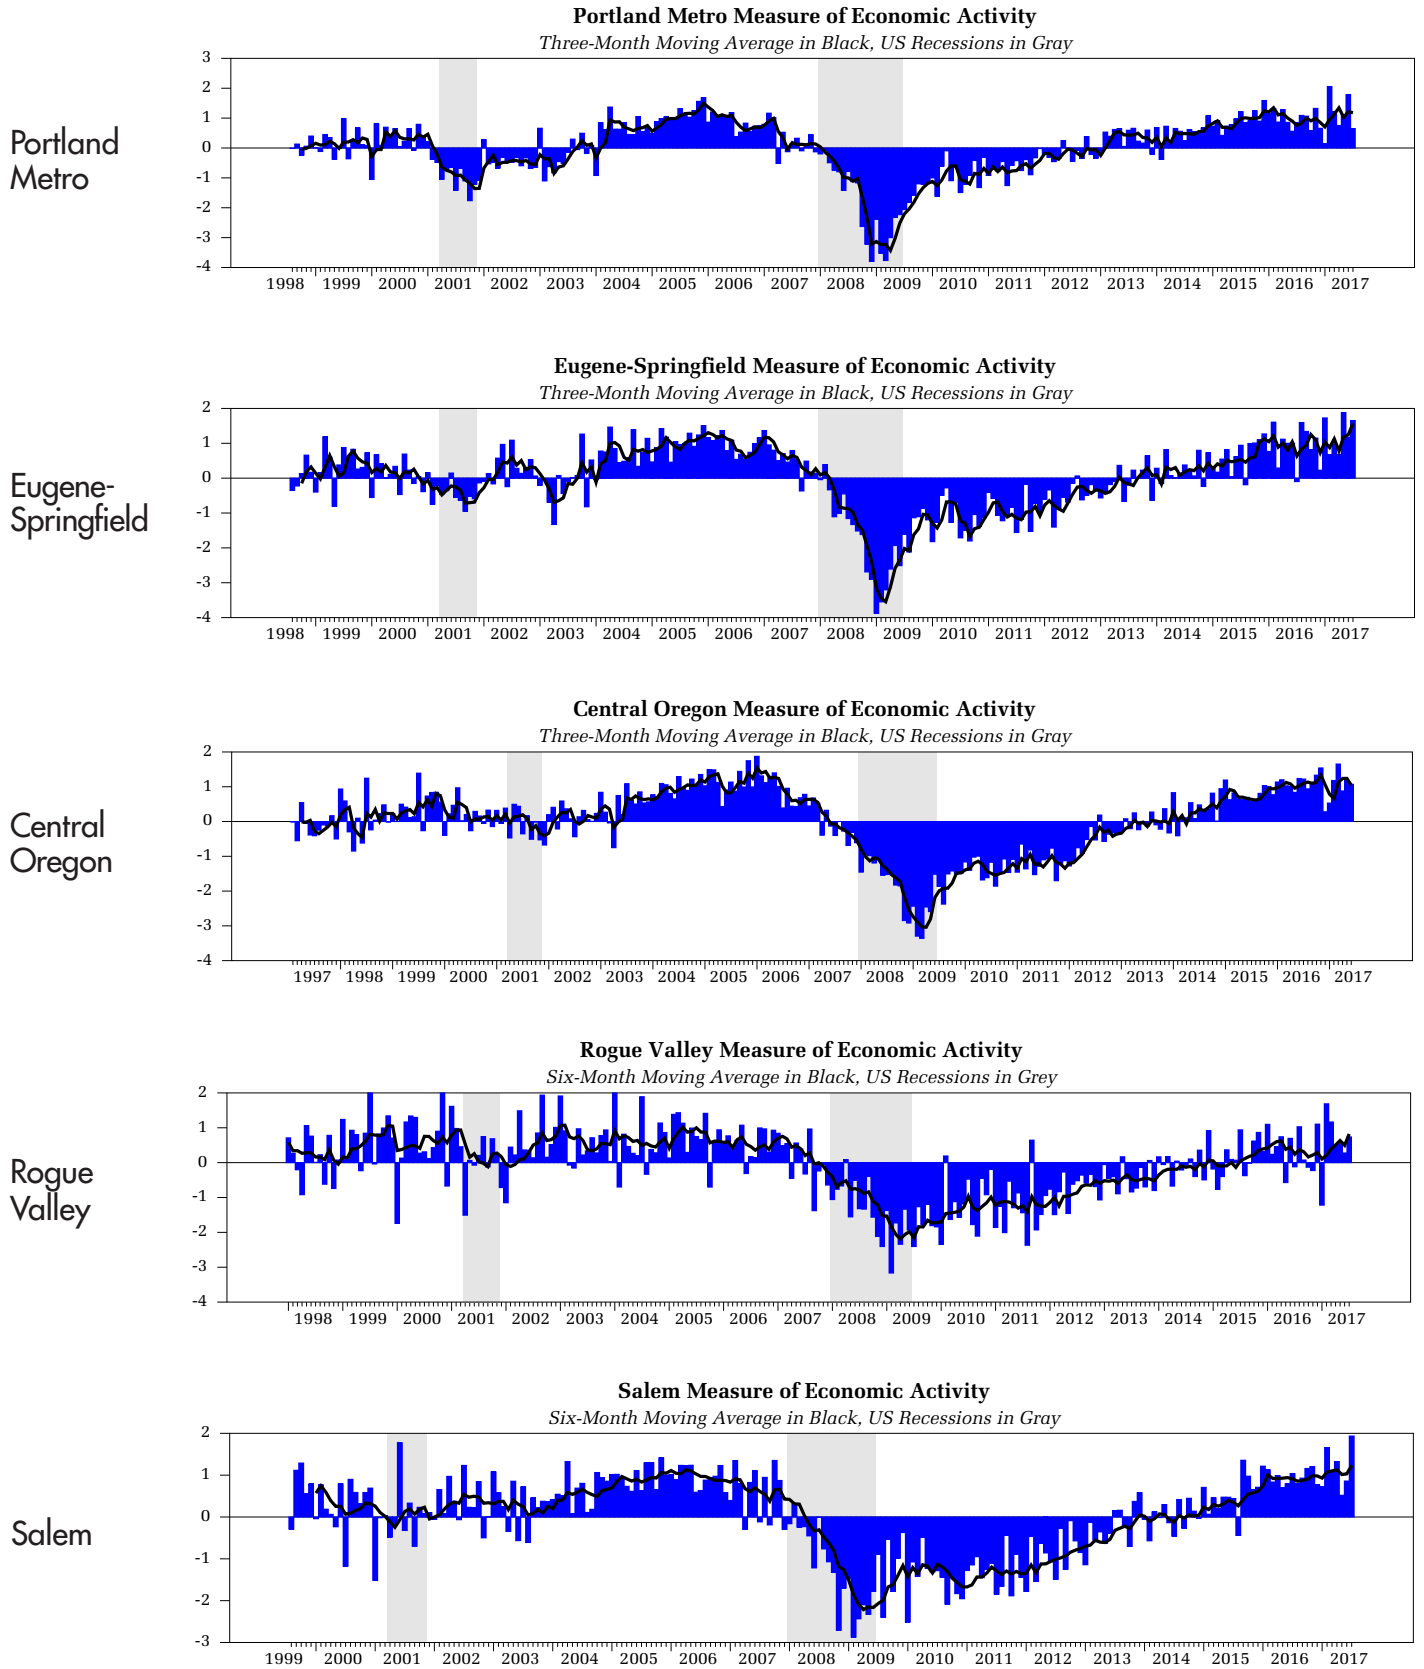 Portland Metro Measure of Economic Activity
Three-Month Moving Average in Black, US Recessions in Gray
Portland
Metro
3
2
1
0
-1
-2
-3
-4
1998 1999 2000 2001 2002 2003 2004 2005 2006 2007 2008 2009 2010 2011 2012 2013 2014 2015 2016 2017
Eugene-Springfield Measure of Economic Activity
Three-Month Moving Average in Black, US Recessions in Gray
Eugene-
Springfield
2
1
0
-1
-2
-3
-4
1998 1999 2000 2001 2002 2003 2004 2005 2006 2007 2008 2009 2010 2011 2012 2013 2014 2015 2016 2017
Central Oregon Measure of Economic Activity
Three-Month Moving Average in Black, US Recessions in Gray
Central
Oregon
2
1
0
-1
-2
-3
-4
1997 1998 1999 2000 2001 2002 2003 2004 2005 2006 2007 2008 2009 2010 2011 2012 2013 2014 2015 2016 2017
Rogue Valley Measure of Economic Activity
Six-Month Moving Average in Black, US Recessions in Grey
Rogue
Valley
2
1
0
-1
-2
-3
-4
1998 1999 2000 2001 2002 2003 2004 2005 2006 2007 2008 2009 2010 2011 2012 2013 2014 2015 2016 2017
Salem Measure of Economic Activity
Six-Month Moving Average in Black, US Recessions in Gray
Salem
2
1
0
-1
-2
-3
1999 2000 2001 2002 2003 2004 2005 2006 2007 2008 2009 2010 2011 2012 2013 2014 2015 2016 2017